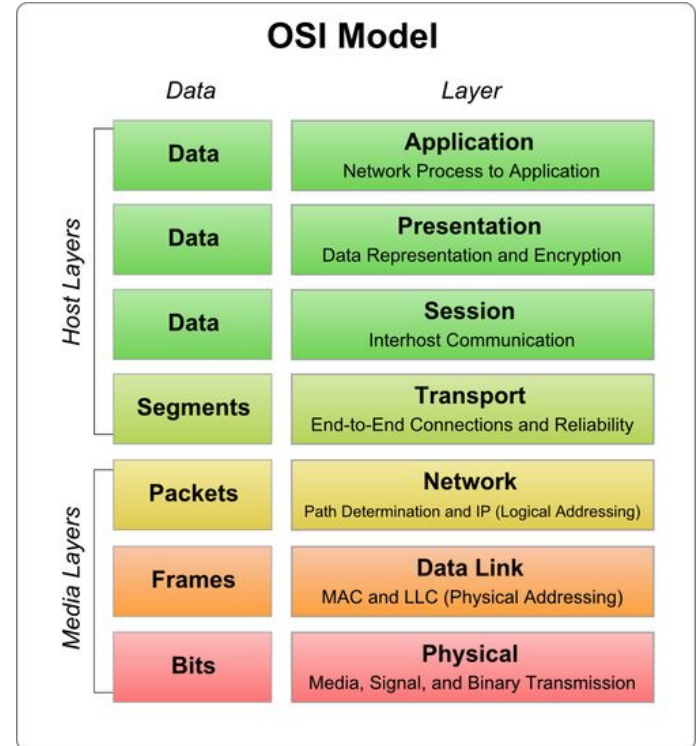 OSI Model
Data
Layer
Host Layers
Data
Application
Network Process to Application
Data
Presentation
Data Representation and Encryption
Data
Session
Interhost Communication
Segments
Transport
End-to-End Connections and Reliability
Media Layers
Packets
Network
Path Determination and IP (Logical Addressing)
Frames
Data Link
MAC and LLC (Physical Addressing)
Bits
Physical
Media, Signal, and Binary Transmission